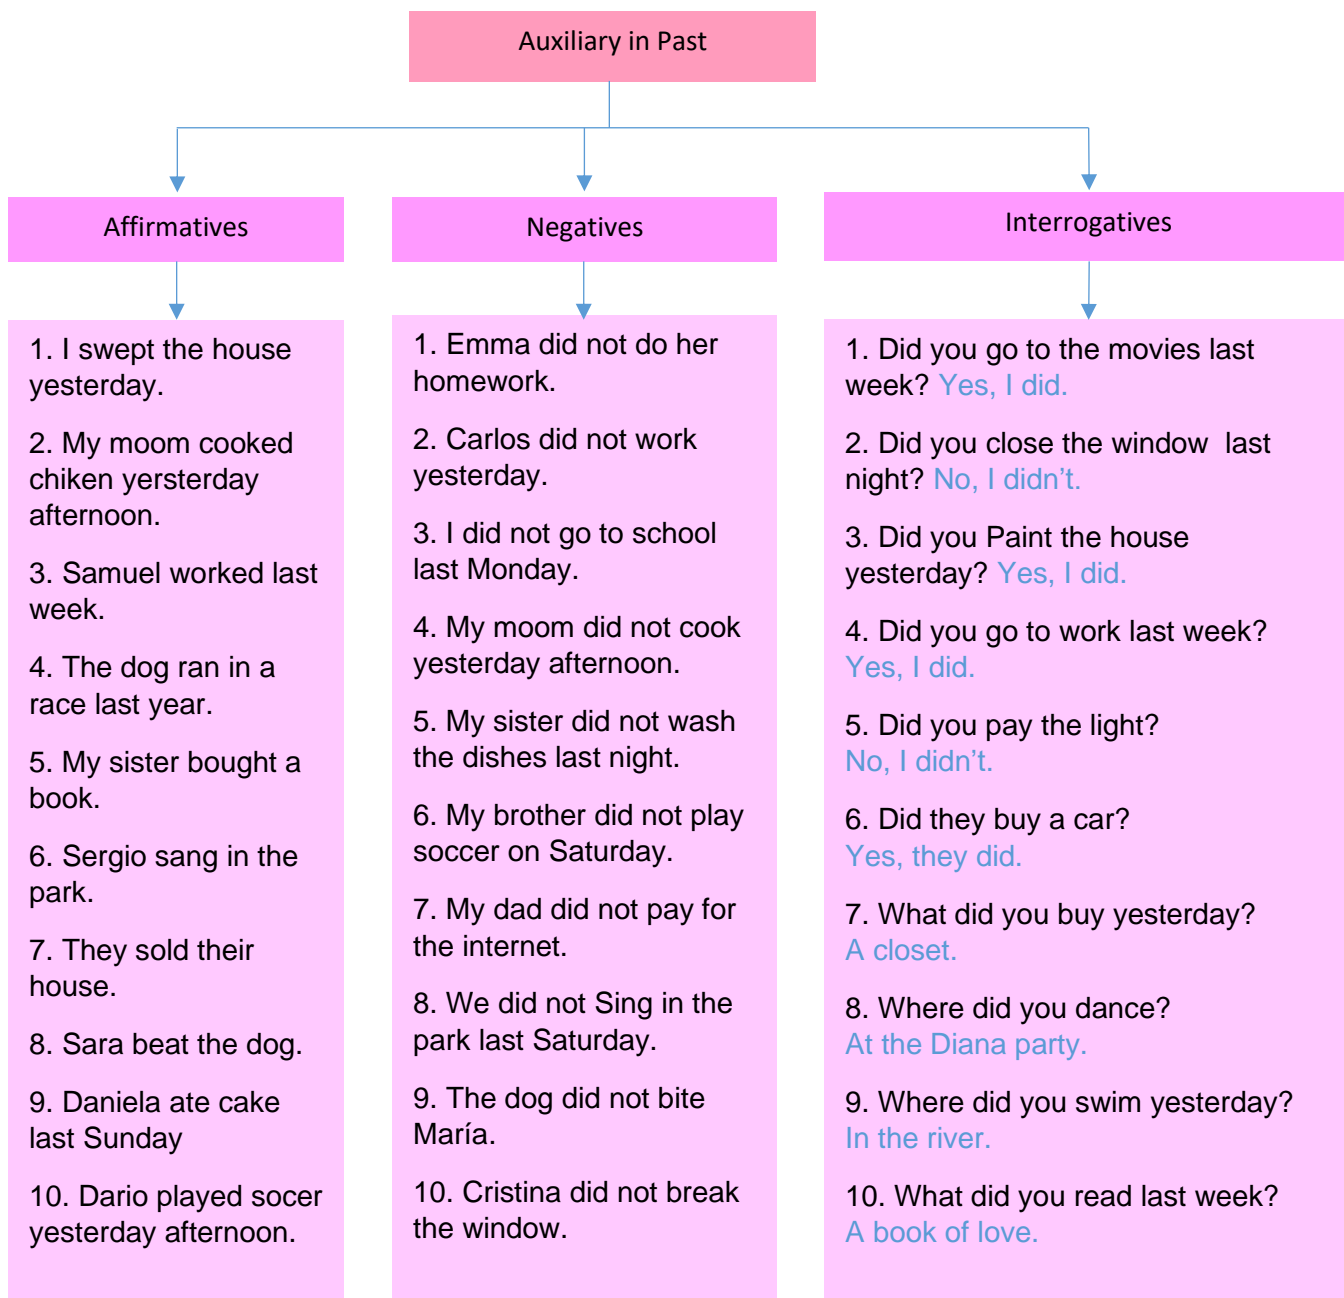 Auxiliary in Past
Affirmatives
Negatives
Interrogatives
1. I swept the house
yesterday.
2. My moom cooked
chiken yersterday
afternoon.
3. Samuel worked last
week.
4. The dog ran in a
race last year.
5. My sister bought a
book.
6. Sergio sang in the
park.
7. They sold their
house.
8. Sara beat the dog.
9. Daniela ate cake
last Sunday
10. Dario played socer
yesterday afternoon.
1. Emma did not do her
homework.
2. Carlos did not work
yesterday.
3. I did not go to school
last Monday.
4. My moom did not cook
yesterday afternoon.
5. My sister did not wash
the dishes last night.
6. My brother did not play
soccer on Saturday.
7. My dad did not pay for
the internet.
8. We did not Sing in the
park last Saturday.
9. The dog did not bite
María.
10. Cristina did not break
the window.
1. Did you go to the movies last
week? Yes, I did.
2. Did you close the window  last
night? No, I didn’t.
3. Did you Paint the house
yesterday? Yes, I did.
4. Did you go to work last week?
Yes, I did.
5. Did you pay the light?
No, I didn’t.
6. Did they buy a car?
Yes, they did.
7. What did you buy yesterday?
A closet.
8. Where did you dance?
At the Diana party.
9. Where did you swim yesterday?
In the river.
10. What did you read last week?
A book of love.